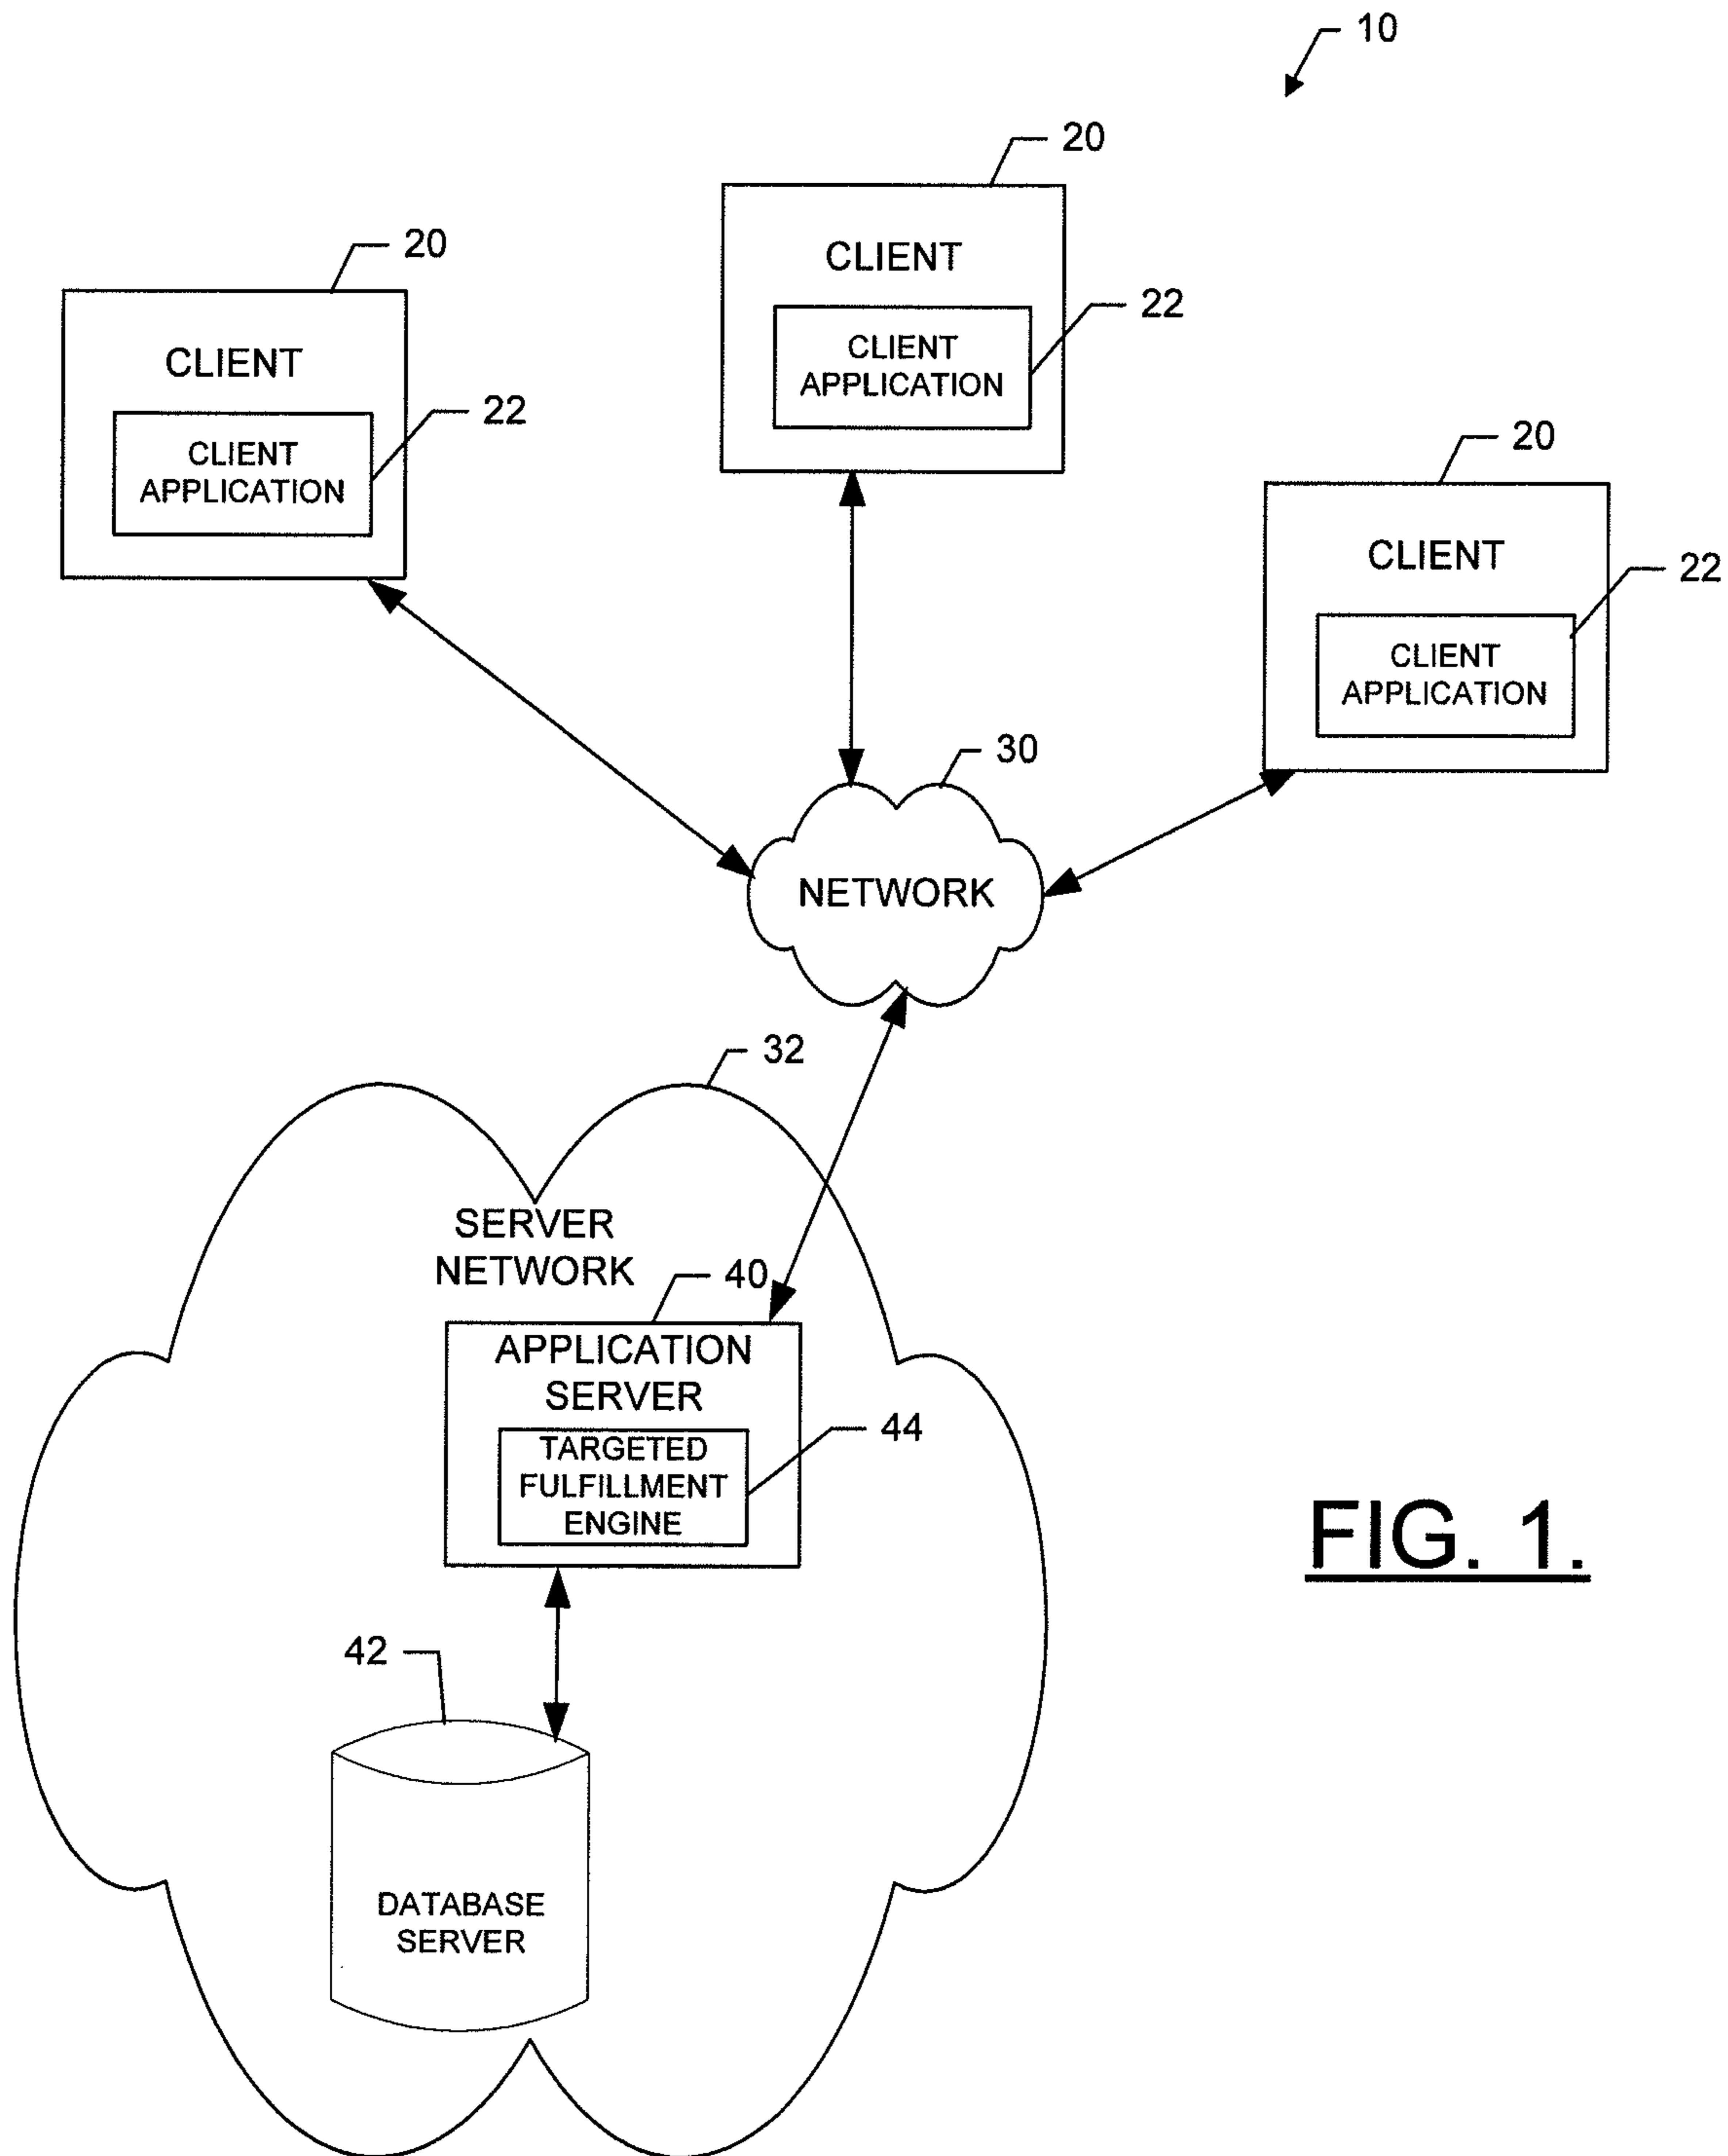 10
20
CLIENT
22
CLIENT
APPLICATION
20
CLIENT
22
CLIENT
APPLICATION
20
CLIENT
22
CLIENT
APPLICATION
30
NETWORK
32
SERVER
NETWORK
40
APPLICATION
SERVER
44
TARGETED
FULFILLMENT
ENGINE
42
DATABASE
SERVER
FIG. 1.